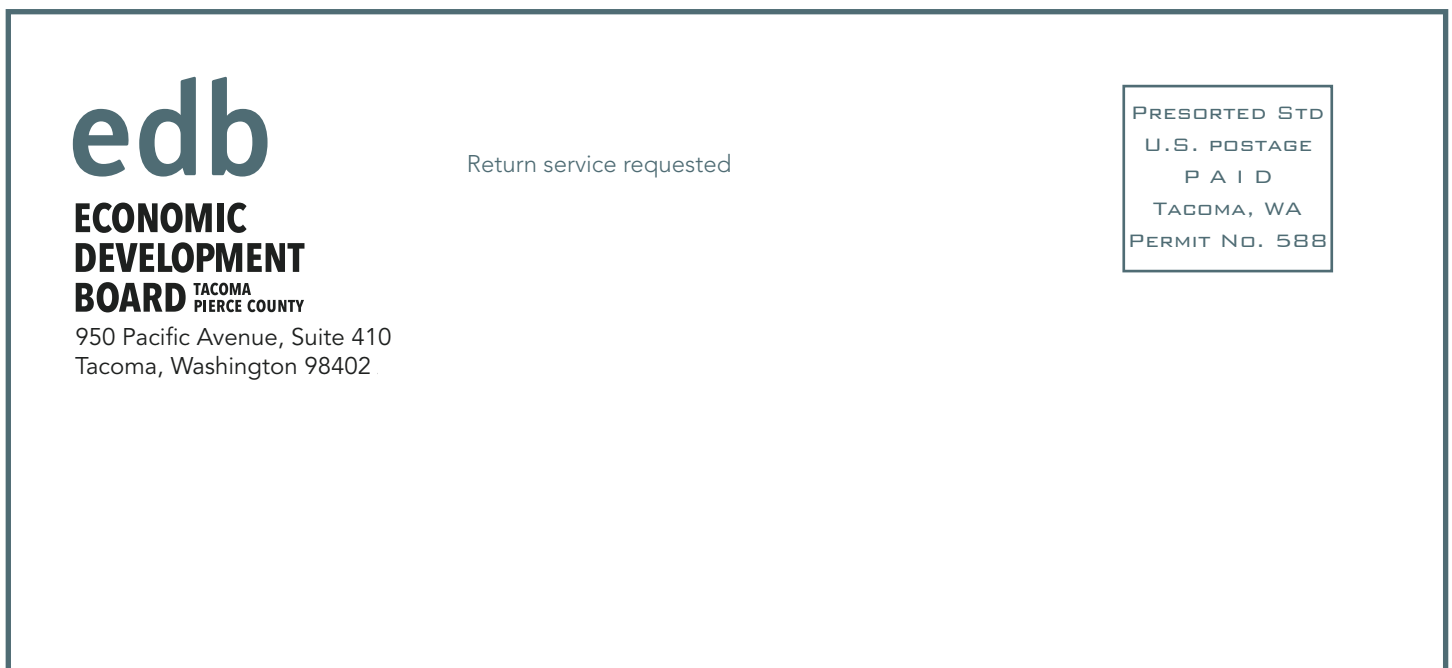 edb
ECONOMIC
DEVELOPMENT
BOARD TACOMA
PIERCE COUNTY
950 Pacific Avenue, Suite 410
Tacoma, Washington 98402
Return service requested
PRESORTED STD
U.S. POSTAGE
PAID
TACOMA, WA
PERMIT NO. 588